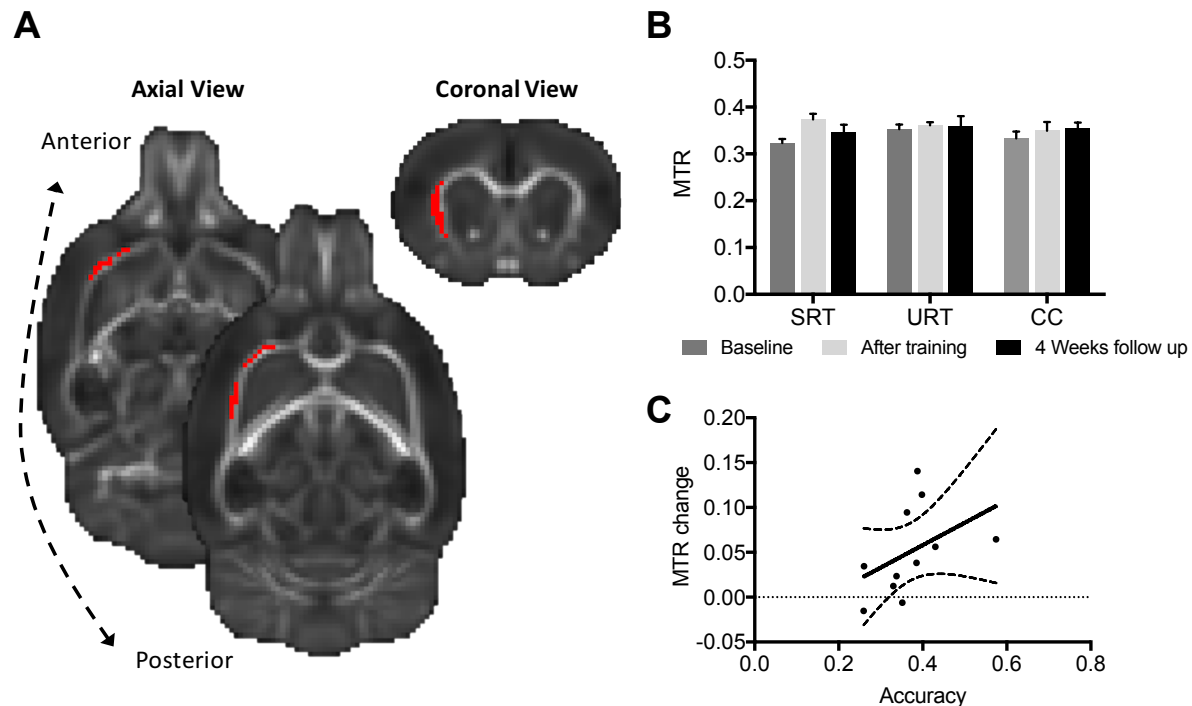 A
Axial View
Coronal View
Anterior
Posterior
B
0.5
0.4
0.3
0.2
0.1
0.0
MTR
SRT URT CC
Baseline After training 4 Weeks follow up
C
0.20
0.15
0.10
0.05
0.00
-0.05
MTR change
0.0 0.2 0.4 0.6 0.8
Accuracy